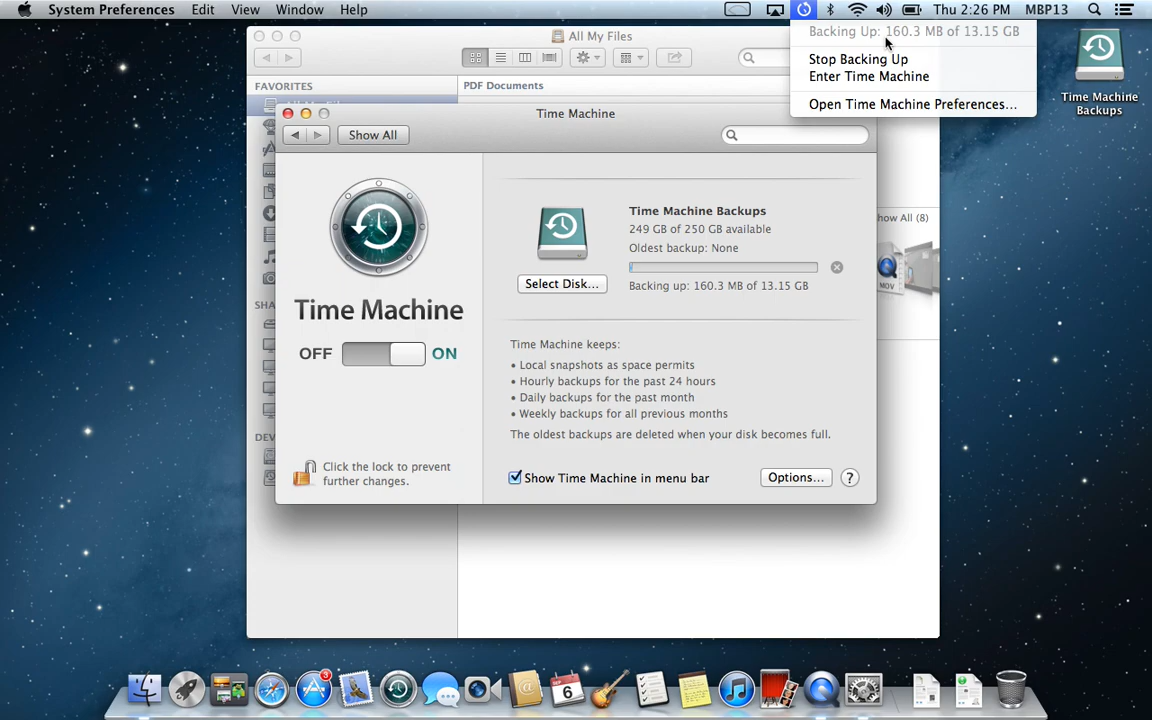 System Preferences Edit View Window Help
Thu 2:26 PM MBP13
Backing Up: 160.3 MB of 13.15 GB
Stop Backing Up
Enter Time Machine
Open Time Machine Preferences...
Time Machine
Backups
All My Files
FAVORITES
PDF Documents
Time Machine
Show All
how All (8)
MOV
Time Machine
OFF ON
Click the lock to prevent
further changes.
Time Machine Backups
249 GB of 250 GB available
Oldest backup: None
Select Disk...
Backing up: 160.3 MB of 13.15 GB
Time Machine keeps:
• Local snapshots as space permits
• Hourly backups for the past 24 hours
• Daily backups for the past month
• Weekly backups for all previous months
The oldest backups are deleted when your disk becomes full.
Show Time Machine in menu bar
Options...
?
SHA
DEV
3
6